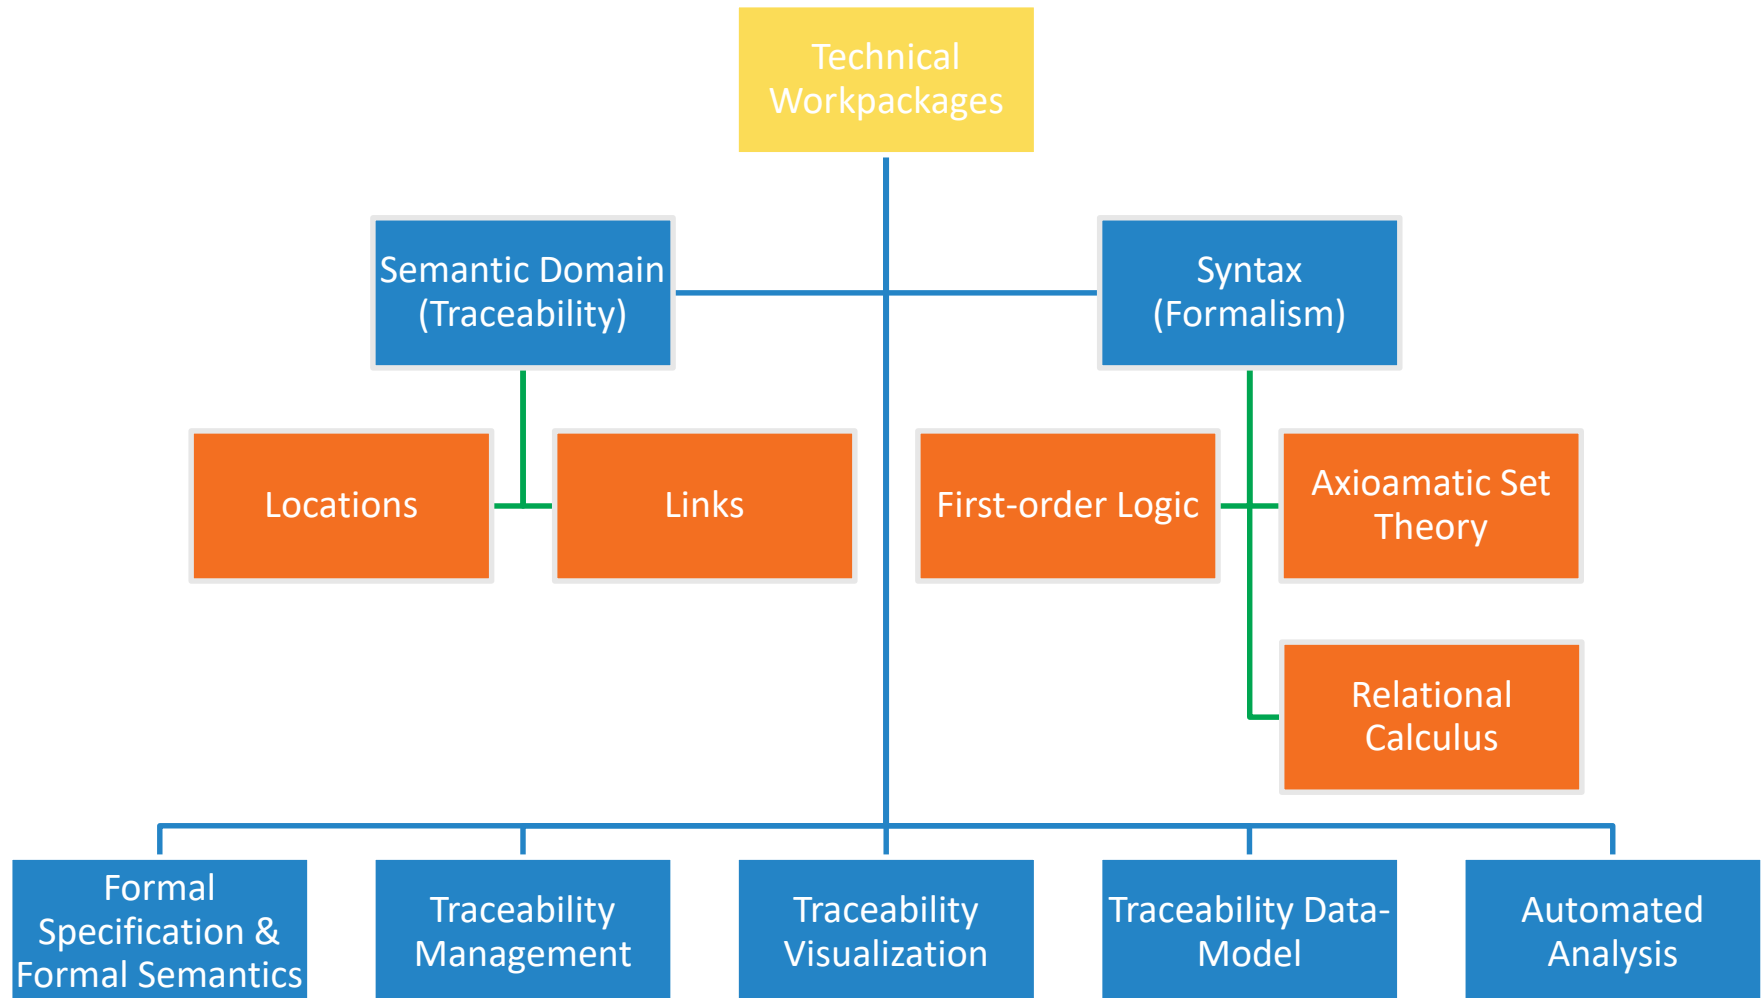 Technical
Workpackages
Semantic Domain
(Traceability)
Syntax
(Formalism)
Locations
Links
First-order Logic
Axioamatic Set
Theory
Relational
Calculus
Formal
Specification &
Formal Semantics
Traceability
Management
Traceability
Visualization
Traceability Data-
Model
Automated
Analysis